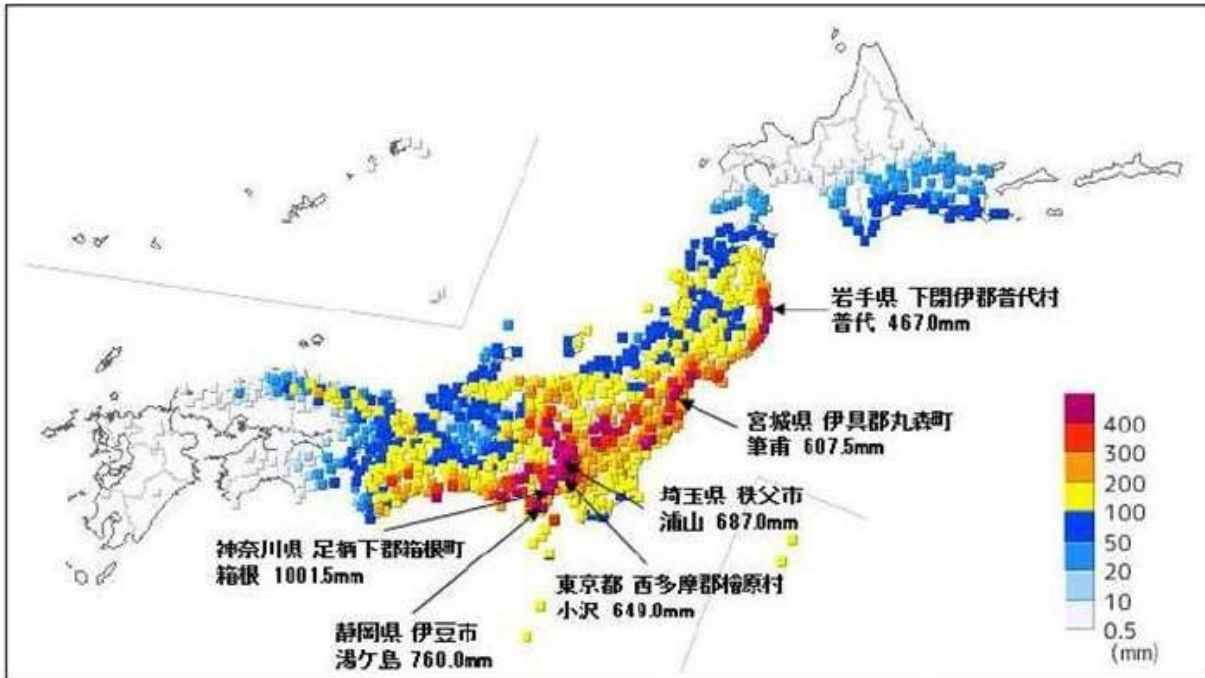 岩手県 下閉伊郡普代村
普代 467.0mm
宮城県 伊具郡丸森町
筆甫 607.5mm
埼玉県 秩父市
浦山 687.0mm
神奈川県 足柄下郡箱根町
箱根 1001.5mm
東京都 西多摩郡檜原村
小沢 649.0mm
静岡県 伊豆市
湯ケ島 760.0mm
400
300
200
100
50
20
10
0.5
(mm)